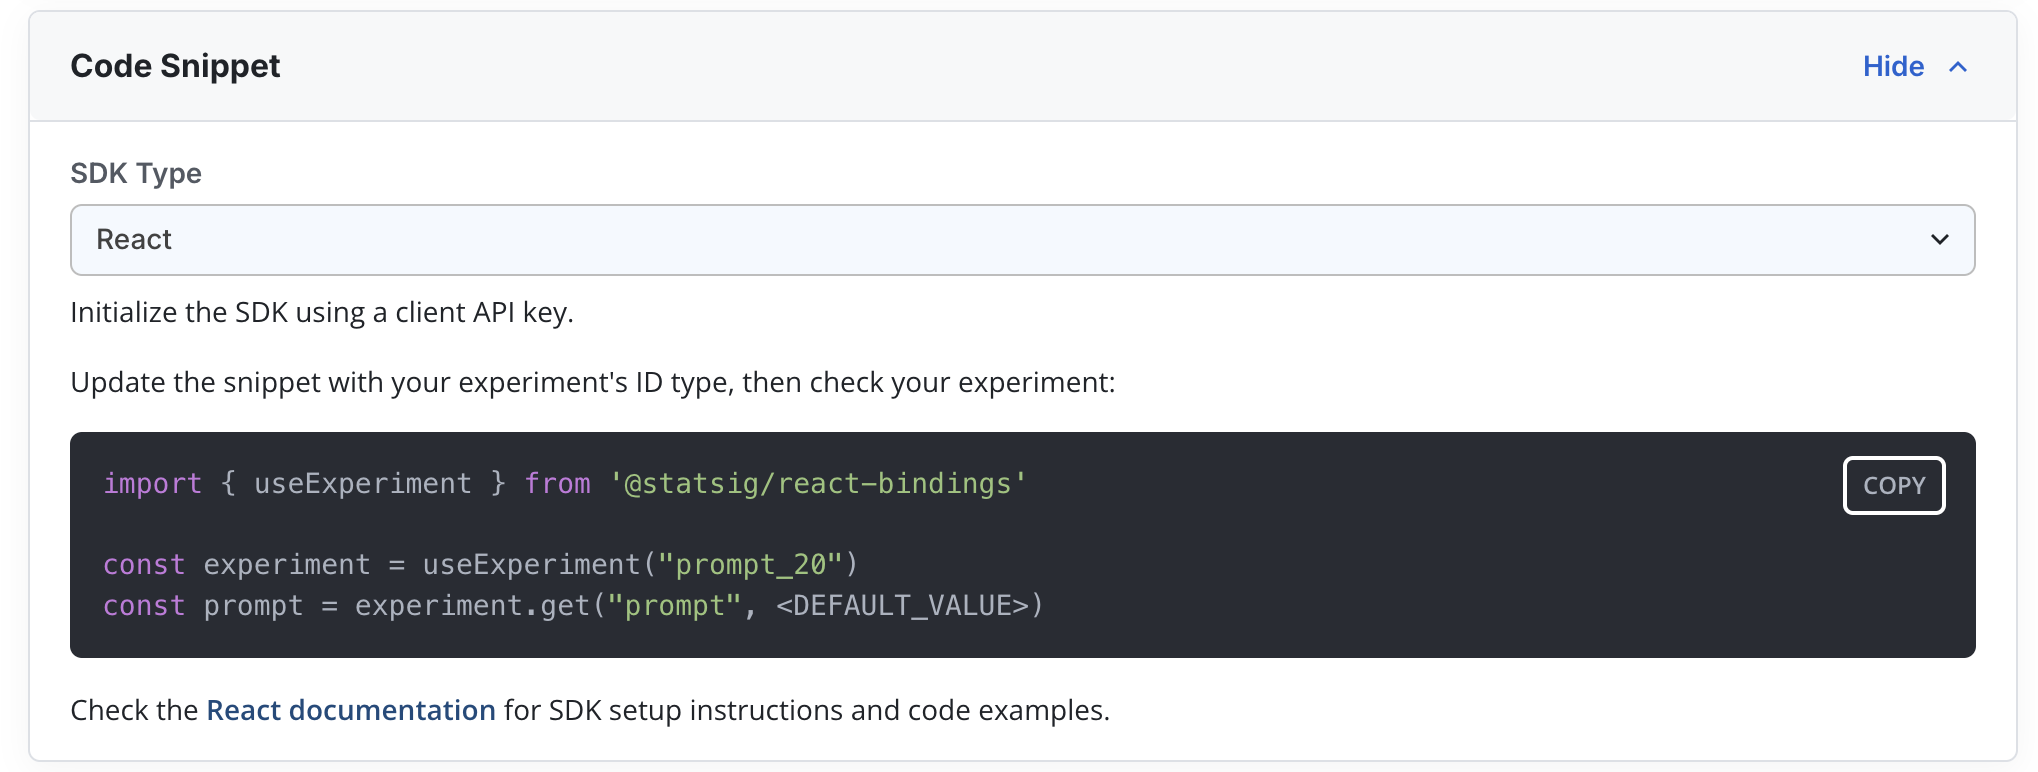 Code Snippet
Hide
SDK Type
React
Initialize the SDK using a client API key.
Update the snippet with your experiment's ID type, then check your experiment:
import { useExperiment } from '@statsig/react-bindings'
COPY
const experiment = useExperiment("prompt_20")
const prompt = experiment.get("prompt", <DEFAULT_VALUE>)
Check the React documentation for SDK setup instructions and code examples.